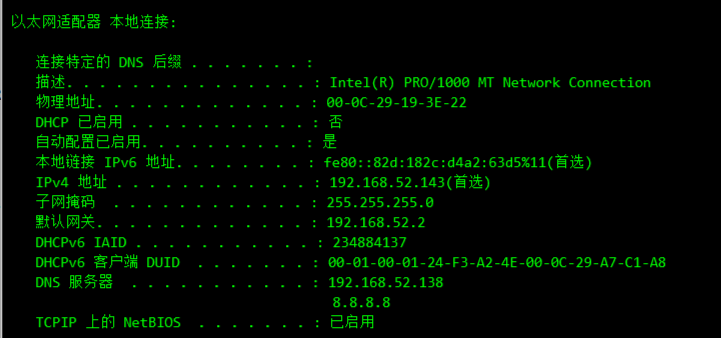 以太网适配器 本地连接:
连接特定的 DNS 后缀 . . . . . . . :
描述. . . . . . . . . . . . . . . : Intel(R) PRO/1000 MT Network Connection
物理地址. . . . . . . . . . . . . : 00-0C-29-19-3E-22
DHCP 已启用 . . . . . . . . . . . : 否
自动配置已启用. . . . . . . . . . : 是
本地链接 IPv6 地址. . . . . . . . : fe80::82d:182c:d4a2:63d5%11(首选)
IPv4 地址 . . . . . . . . . . . . : 192.168.52.143(首选)
子网掩码 . . . . . . . . . . . . : 255.255.255.0
默认网关. . . . . . . . . . . . . : 192.168.52.2
DHCPv6 IAID . . . . . . . . . . . : 234884137
DHCPv6 客户端 DUID . . . . . . . : 00-01-00-01-24-F3-A2-4E-00-0C-29-A7-C1-A8
DNS 服务器 . . . . . . . . . . . : 192.168.52.138
8.8.8.8
TCPIP 上的 NetBIOS . . . . . . . : 已启用